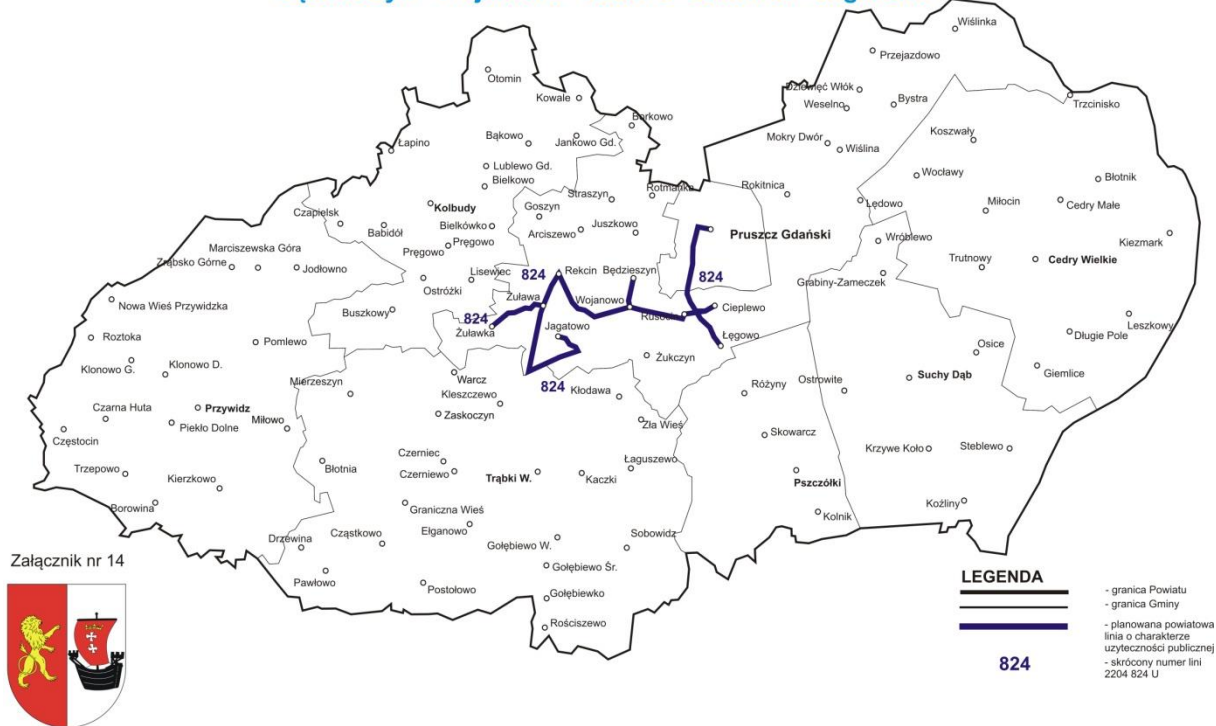 Wiślinka
Przejazdowo
Otomin
Dziewięć Włók
Kowale
Weselno
Bystra
Trzcinisko
Borkowo
Bąkowo
Jankowo Gd.
Mokry Dwór
Koszwały
Łapino
Wiślina
Lublewo Gd.
Bielkowo
Wocławy
Błotnik
Straszyn
Rotmanka
Rokitnica
Kolbudy
Goszyn
Lędowo
Miłocin
Cedry Małe
Czapielsk
Babidół
Bielkówko
Arciszewo
Juszkowo
Pruszcz Gdański
Wróblewo
Kiezmark
Marciszewska Góra
Pręgowo
Pręgowo
Zrąbsko Górne
Jodłowno
Lisewiec
824
Rekcin
Będzieszyn
824
Trutnowy
Cedry Wielkie
Grabiny-Zameczek
Ostróżki
Nowa Wieś Przywidzka
Żuława
Wojanowo
Cieplewo
Buszkowy
824
Żuławka
Jagatowo
Leszkowy
Roztoka
Pomlewo
Łęgowo
Długie Pole
Klonowo G.
Klonowo D.
Żukczyn
Osice
Mierzeszyn
Warcz
Kleszczewo
824
Kłodawa
Różyny
Ostrowite
Suchy Dąb
Giemlice
Czarna Huta
Przywidz
Zaskoczyn
Miłowo
Piekło Dolne
Zła Wieś
Częstocin
Skowarcz
Krzywe Koło
Steblewo
Trzepowo
Kierzkowo
Błotnia
Czerniec
Czerniewo
Trąbki W.
Kaczki
Łaguszewo
Pszczółki
Borowina
Graniczna Wieś
Koźliny
Kolnik
Drzewina
Cząstkowo
Ełganowo
Gołębiewo W.
Sobowidz
Załącznik nr 14
Pawłowo
Postołowo
Gołębiewo Śr.
Gołębiewko
Rościszewo
LEGENDA
- granica Powiatu
- granica Gminy
- planowana powiatowa
linia o charakterze
uzyteczności publicznej
824
- skrócony numer lini
2204 824 U